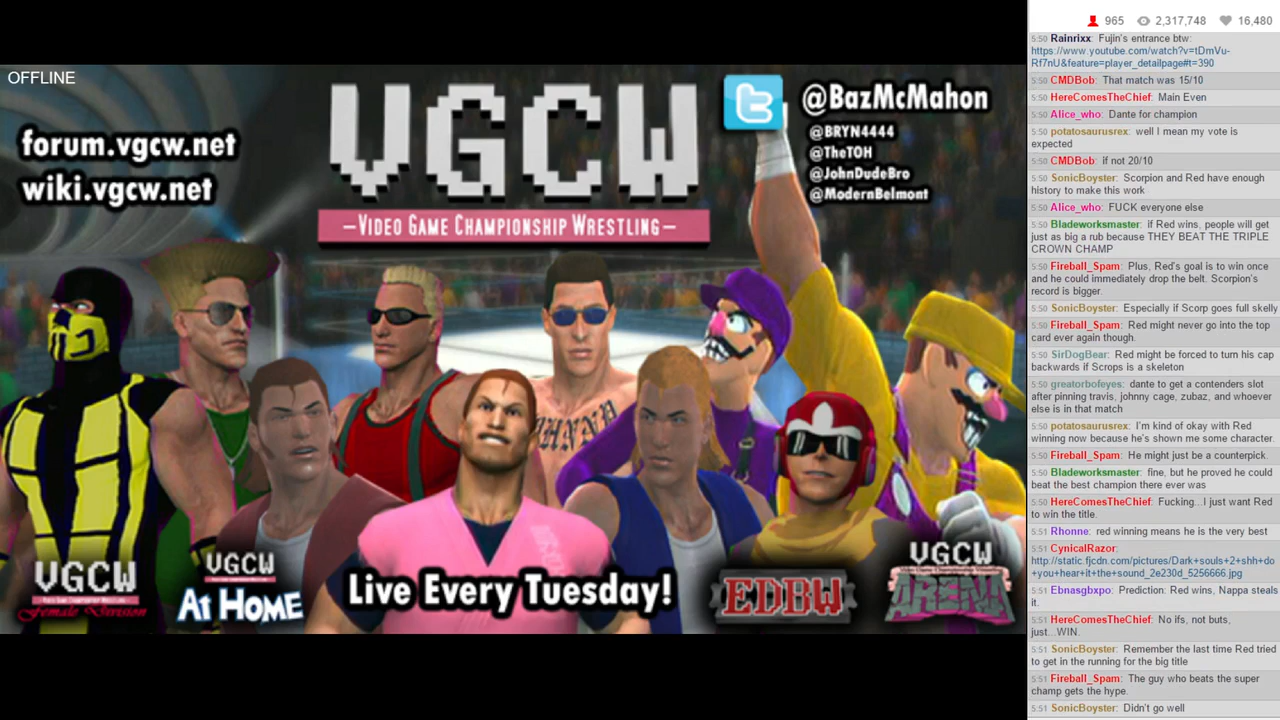 OFFLINE
forum.vgcw.net
wiki.vgcw.net
VGCW
-VIDEO GAME CHAMPIONSHIP WRESTLING-
@BazMcMahon
@BRYN4444
@TheTOH
@JohnDudeBro
@ModernBelmont
JOHNNY
VGCW
Female Division
VGCW
At HOME
Live Every Tuesday!
EDBW
VGCW
Video Game Championship Wrestling
ARENA
965 2,317,748 16,480
5:50 Rainrixx: Fujin's entrance btw:
https://www.youtube.com/watch?v=tDmVu-
Rf7nU&feature=player_detailpage#t=390
5:50 CMDBob: That match was 15/10
5:50 HereComesTheChief: Main Even
5:50 Alice_who: Dante for champion
5:50 potatosaurusrex: well I mean my vote is
expected
5:50 CMDBob: if not 20/10
5:50 SonicBoyster: Scorpion and Red have enough
history to make this work
5:50 Alice_who: FUCK everyone else
5:50 Bladeworksmaster: if Red wins, people will get
just as big a rub because THEY BEAT THE TRIPLE
CROWN CHAMP
5:50 Fireball_Spam: Plus, Red's goal is to win once
and he could immediately drop the belt. Scorpion's
record is bigger.
5:50 SonicBoyster: Especially if Scorp goes full skelly
5:50 Fireball_Spam: Red might never go into the top
card ever again though.
5:50 SirDogBear: Red might be forced to turn his cap
backwards if Scrops is a skeleton
5:50 greatorbofeyes: dante to get a contenders slot
after pinning travis, johnny cage, zubaz, and whoever
else is in that match
5:50 potatosaurusrex: I'm kind of okay with Red
winning now because he's shown me some character.
5:50 Fireball_Spam: He might just be a counterpick.
5:50 Bladeworksmaster: fine, but he proved he could
beat the best champion there ever was
5:50 HereComesTheChief: Fucking...I just want Red
to win the title.
5:51 Rhonne: red winning means he is the very best
5:51 CynicalRazor:
http://static.fjcdn.com/pictures/Dark+souls+2+shh+do
+you+hear+it+the+sound_2e230d_5256666.jpg
5:51 Ebnasgbxpo: Prediction: Red wins, Nappa steals
it.
5:51 HereComesTheChief: No ifs, not buts,
just...WIN.
5:51 SonicBoyster: Remember the last time Red tried
to get in the running for the big title
5:51 Fireball_Spam: The guy who beats the super
champ gets the hype.
5:51 SonicBoyster: Didn't go well